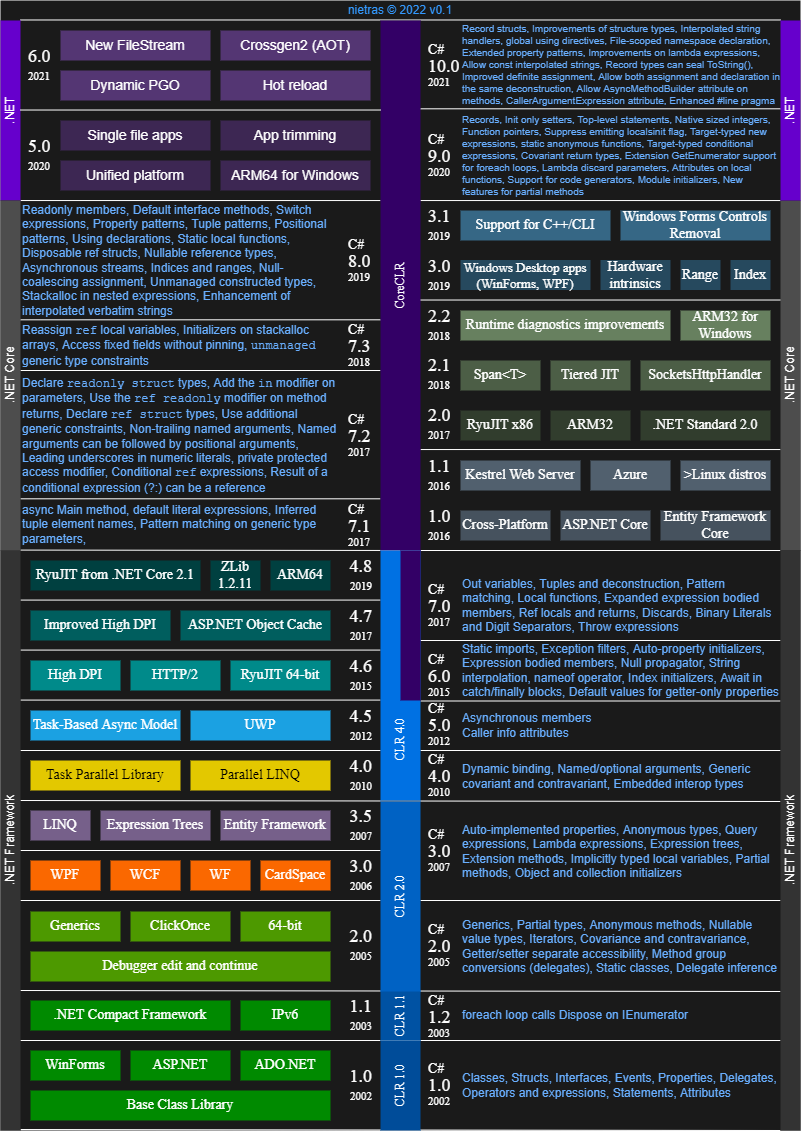 nietras © 2022 v0.1
.NET
6.0
2021
New FileStream
Crossgen2 (AOT)
Dynamic PGO
Hot reload
5.0
2020
Single file apps
App trimming
Unified platform
ARM64 for Windows
CoreCLR
C#
10.0
2021
Record structs, Improvements of structure types, Interpolated string
handlers, global using directives, File-scoped namespace declaration,
Extended property patterns, Improvements on lambda expressions,
Allow const interpolated strings, Record types can seal ToString(),
Improved definite assignment, Allow both assignment and declaration in
the same deconstruction, Allow AsyncMethodBuilder attribute on
methods, CallerArgumentExpression attribute, Enhanced #line pragma
C#
9.0
2020
Records, Init only setters, Top-level statements, Native sized integers,
Function pointers, Suppress emitting localsinit flag, Target-typed new
expressions, static anonymous functions, Target-typed conditional
expressions, Covariant return types, Extension GetEnumerator support
for foreach loops, Lambda discard parameters, Attributes on local
functions, Support for code generators, Module initializers, New
features for partial methods
.NET
.NET Core
Readonly members, Default interface methods, Switch
expressions, Property patterns, Tuple patterns, Positional
patterns, Using declarations, Static local functions,
Disposable ref structs, Nullable reference types,
Asynchronous streams, Indices and ranges, Null-
coalescing assignment, Unmanaged constructed types,
Stackalloc in nested expressions, Enhancement of
interpolated verbatim strings
C#
8.0
2019
Reassign ref local variables, Initializers on stackalloc
arrays, Access fixed fields without pinning, unmanaged
generic type constraints
C#
7.3
2018
Declare readonly struct types, Add the in modifier on
parameters, Use the ref readonly modifier on method
returns, Declare ref struct types, Use additional
generic constraints, Non-trailing named arguments, Named
arguments can be followed by positional arguments,
Leading underscores in numeric literals, private protected
access modifier, Conditional ref expressions, Result of a
conditional expression (?:) can be a reference
C#
7.2
2017
async Main method, default literal expressions, Inferred
tuple element names, Pattern matching on generic type
parameters,
C#
7.1
2017
3.1
2019
Support for C++/CLI
Windows Forms Controls
Removal
3.0
2019
Windows Desktop apps
(WinForms, WPF)
Hardware
intrinsics
Range
Index
2.2
2018
Runtime diagnostics improvements
ARM32 for
Windows
2.1
2018
Span<T>
Tiered JIT
SocketsHttpHandler
2.0
2017
RyuJIT x86
ARM32
.NET Standard 2.0
1.1
2016
Kestrel Web Server
Azure
>Linux distros
1.0
2016
Cross-Platform
ASP.NET Core
Entity Framework
Core
.NET Core
.NET Framework
RyuJIT from .NET Core 2.1
ZLib
1.2.11
ARM64
4.8
2019
Improved High DPI
ASP.NET Object Cache
4.7
2017
High DPI
HTTP/2
RyuJIT 64-bit
4.6
2015
Task-Based Async Model
UWP
4.5
2012
Task Parallel Library
Parallel LINQ
4.0
2010
CLR 4.0
LINQ
Expression Trees
Entity Framework
3.5
2007
WPF
WCF
WF
CardSpace
3.0
2006
Generics
ClickOnce
64-bit
Debugger edit and continue
2.0
2005
CLR 2.0
.NET Compact Framework
IPv6
1.1
2003
CLR 1.1
WinForms
ASP.NET
ADO.NET
Base Class Library
1.0
2002
CLR 1.0
C#
7.0
2017
Out variables, Tuples and deconstruction, Pattern
matching, Local functions, Expanded expression bodied
members, Ref locals and returns, Discards, Binary Literals
and Digit Separators, Throw expressions
C#
6.0
2015
Static imports, Exception filters, Auto-property initializers,
Expression bodied members, Null propagator, String
interpolation, nameof operator, Index initializers, Await in
catch/finally blocks, Default values for getter-only properties
C#
5.0
2012
Asynchronous members
Caller info attributes
C#
4.0
2010
Dynamic binding, Named/optional arguments, Generic
covariant and contravariant, Embedded interop types
C#
3.0
2007
Auto-implemented properties, Anonymous types, Query
expressions, Lambda expressions, Expression trees,
Extension methods, Implicitly typed local variables, Partial
methods, Object and collection initializers
C#
2.0
2005
Generics, Partial types, Anonymous methods, Nullable
value types, Iterators, Covariance and contravariance,
Getter/setter separate accessibility, Method group
conversions (delegates), Static classes, Delegate inference
C#
1.2
2003
foreach loop calls Dispose on IEnumerator
C#
1.0
2002
Classes, Structs, Interfaces, Events, Properties, Delegates,
Operators and expressions, Statements, Attributes
.NET Framework